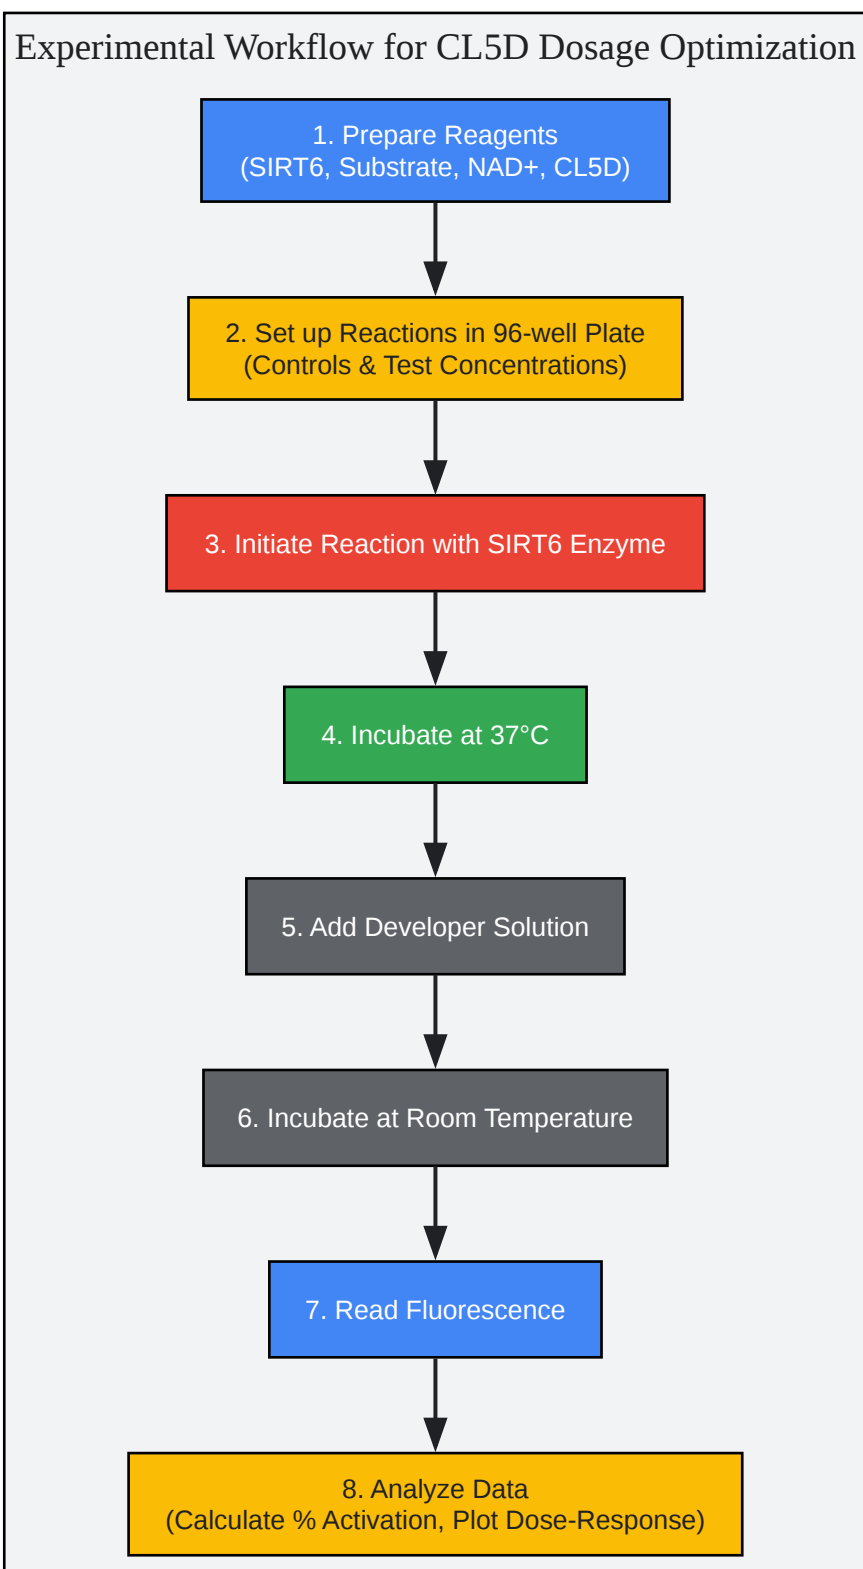 Experimental Workflow for CL5D Dosage Optimization
1. Prepare Reagents
(SIRT6, Substrate, NAD+, CL5D)
2. Set up Reactions in 96-well Plate
(Controls & Test Concentrations)
3. Initiate Reaction with SIRT6 Enzyme
4. Incubate at 37°C
5. Add Developer Solution
6. Incubate at Room Temperature
7. Read Fluorescence
8. Analyze Data
(Calculate % Activation, Plot Dose-Response)